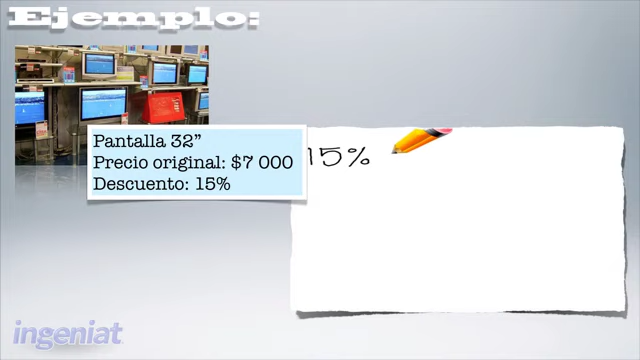 Ejemplo:
Pantalla 32”
Precio original: $7 000
Descuento: 15%
15%
ingeniat